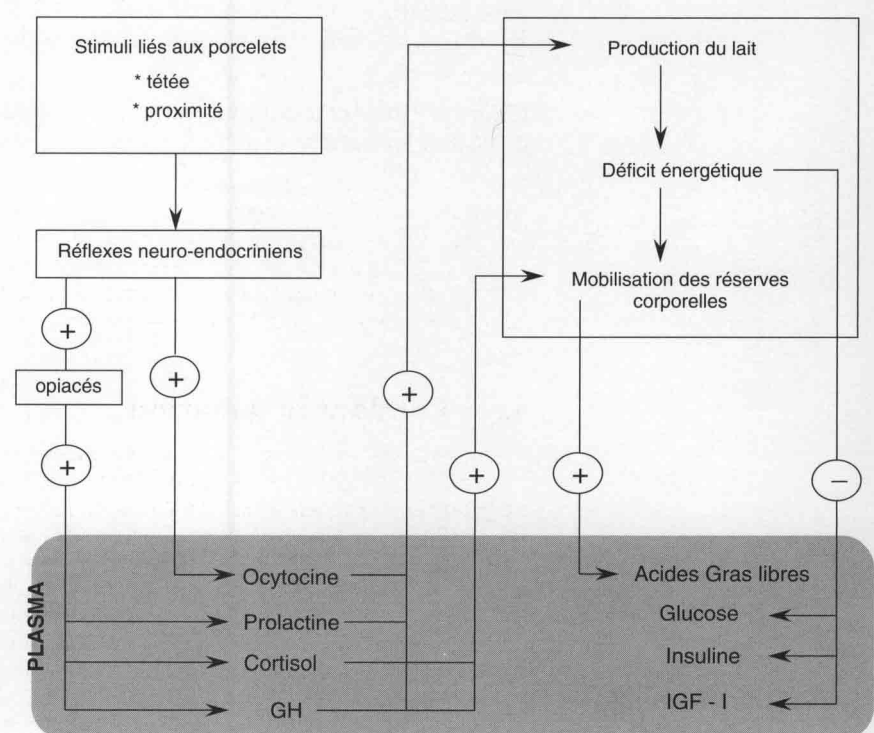 Stimuli liés aux porcelets
* tétée
* proximité
Réflexes neuro-endocriniens
+
opiacés
+
+
Production du lait
Déficit énergétique
Mobilisation des réserves
corporelles
+
+
+
−
PLASMA
Ocytocine
Prolactine
Cortisol
GH
Acides Gras libres
Glucose
Insuline
IGF - I